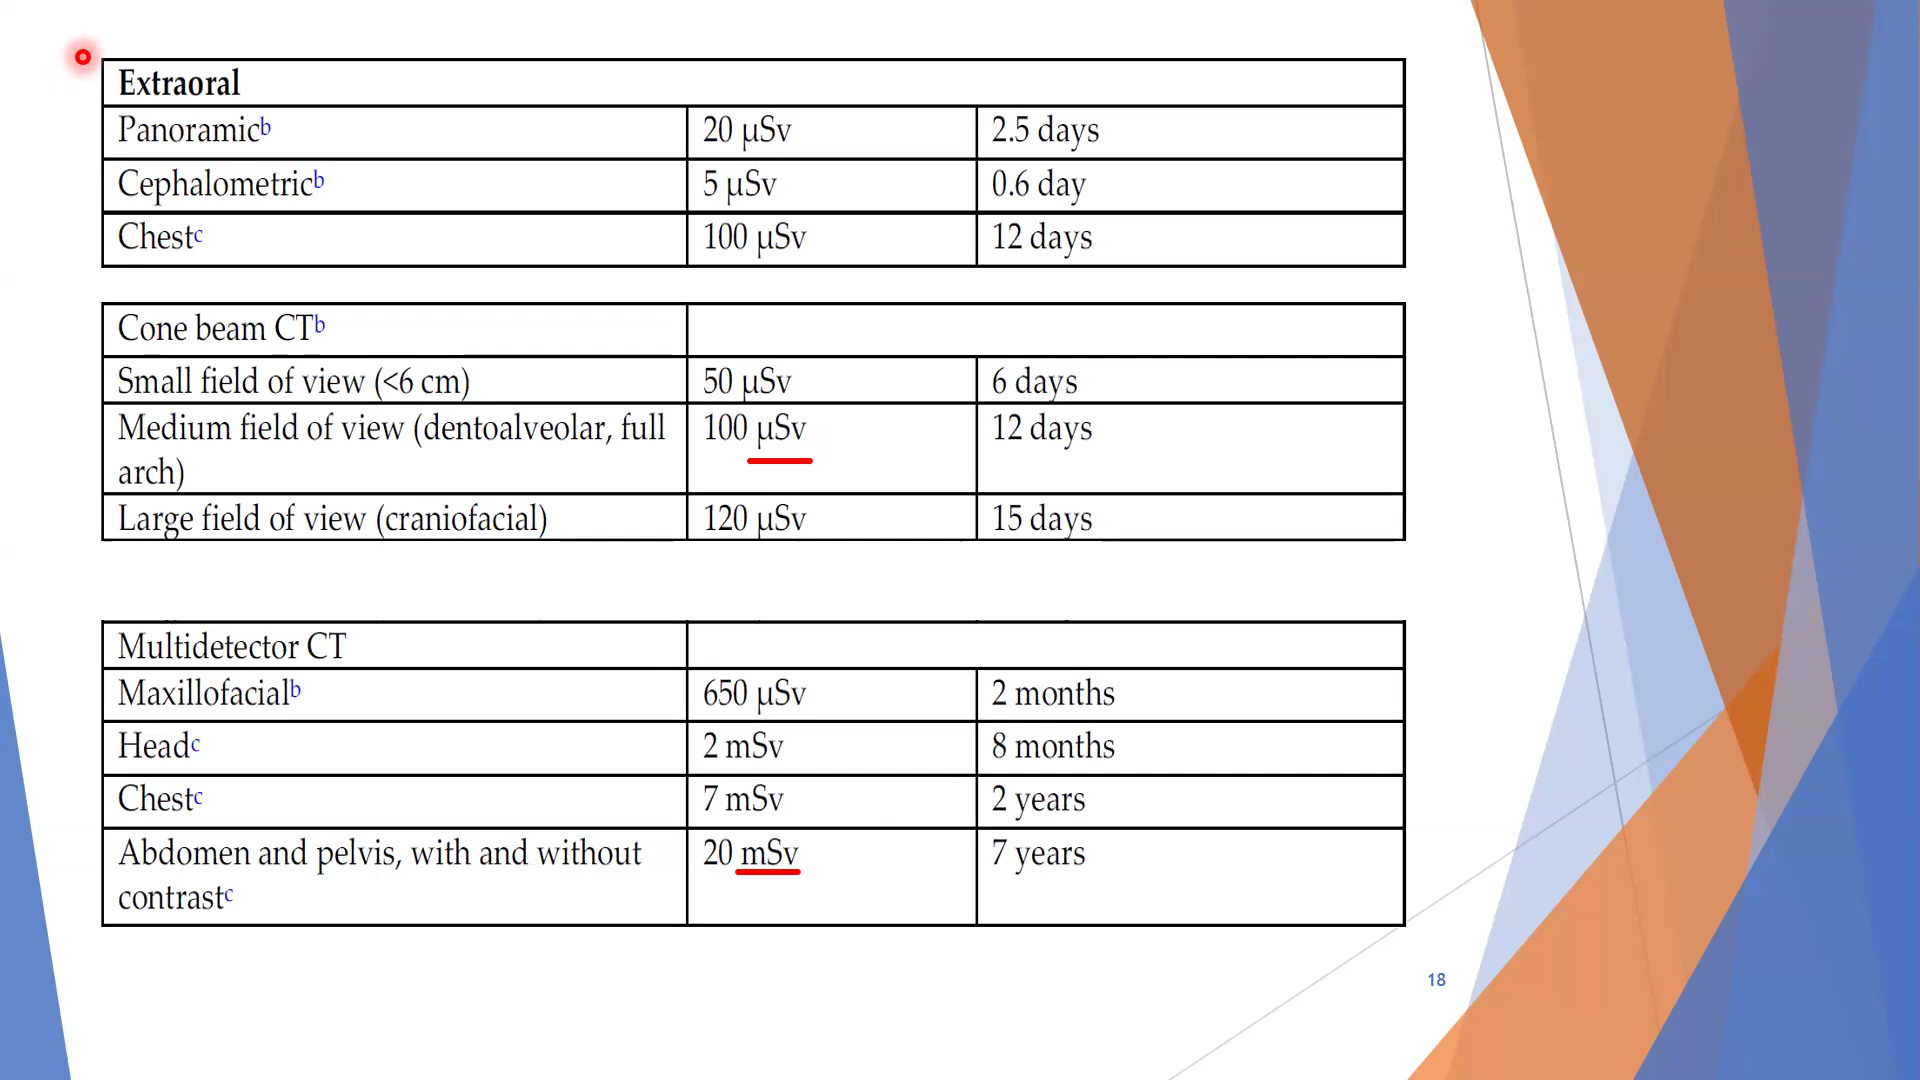 Extraoral
Panoramicb 20 µSv 2.5 days
Cephalometricb 5 µSv 0.6 day
Chestc 100 µSv 12 days
Cone beam CTb
Small field of view (<6 cm) 50 µSv 6 days
Medium field of view (dentoalveolar, full 100 µSv 12 days
arch)
Large field of view (craniofacial) 120 µSv 15 days
Multidetector CT
Maxillofacialb 650 µSv 2 months
Headc 2 mSv 8 months
Chestc 7 mSv 2 years
Abdomen and pelvis, with and without 20 mSv 7 years
contrastc
18